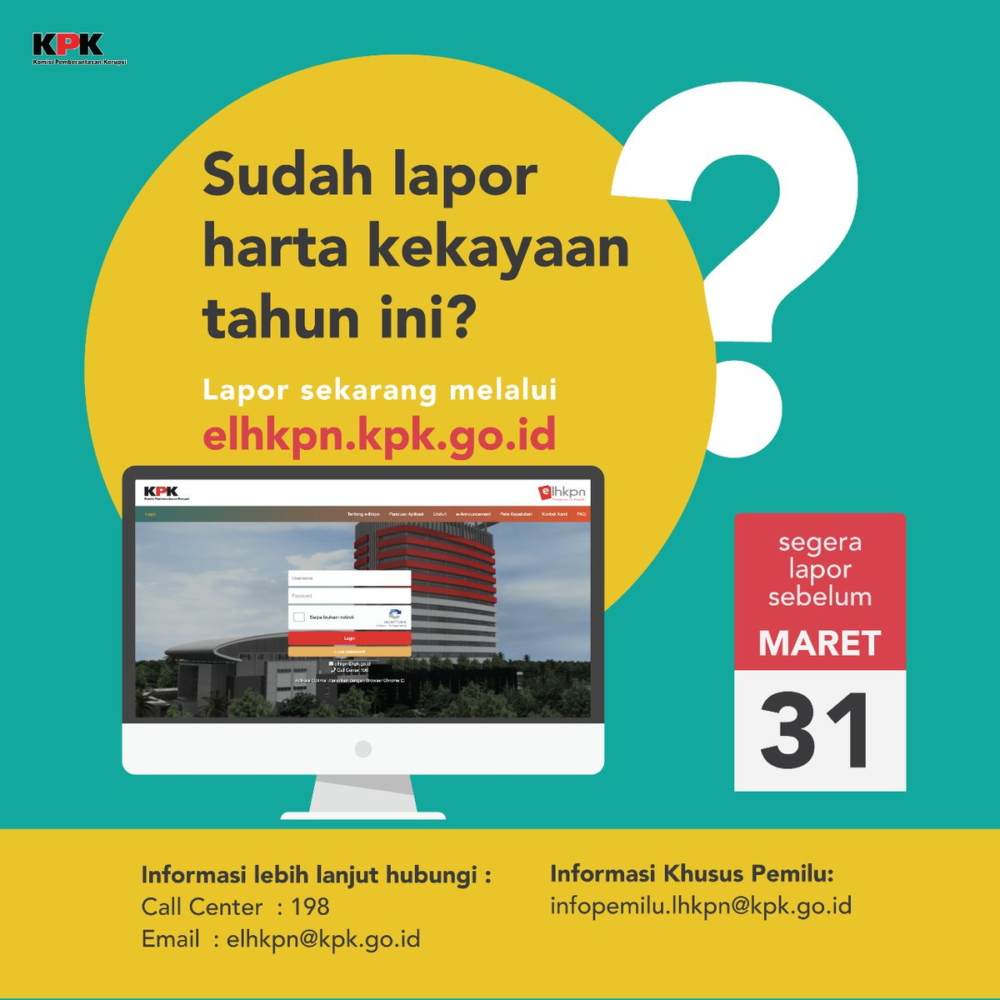 KPK
Komisi Pemberantasan Korupsi
Sudah lapor
harta kekayaan
tahun ini?
?
Lapor sekarang melalui
elhkpn.kpk.go.id
KPK
Komisi Pemberantasan Korupsi
elhkpn
Login
Tentang e-lhkpn Panduan Aplikasi Unduh e-Announcement Peta Kepatuhan Kontak Kami FAQ
Username
Password
Saya bukan robot
reCAPTCHA
Login
Lupa password
elhkpn@kpk.go.id
Call Center 198
Aplikasi Optimal dijalankan dengan Browser Chrome
segera
lapor
sebelum
MARET
31
Informasi lebih lanjut hubungi :
Call Center : 198
Email : elhkpn@kpk.go.id
Informasi Khusus Pemilu:
infopemilu.lhkpn@kpk.go.id